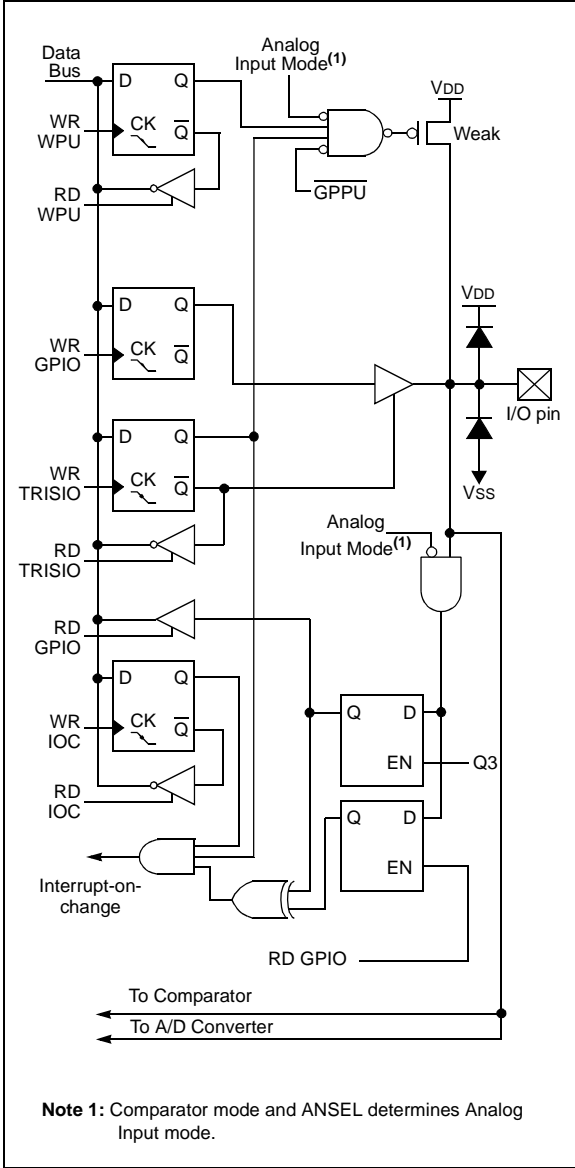 Data
Bus
D Q
WR
WPU
CK Q̅
RD
WPU
Analog
Input Mode(1)
VDD
Weak
G̅P̅P̅U̅
D Q
WR
GPIO
CK Q̅
VDD
I/O pin
VSS
D Q
WR
TRISIO
CK Q̅
RD
TRISIO
Analog
Input Mode(1)
RD
GPIO
D Q
WR
IOC
CK Q̅
RD
IOC
Q D
EN
Q3
Q D
EN
Interrupt-on-
change
RD GPIO
To Comparator
To A/D Converter
Note 1: Comparator mode and ANSEL determines Analog
Input mode.